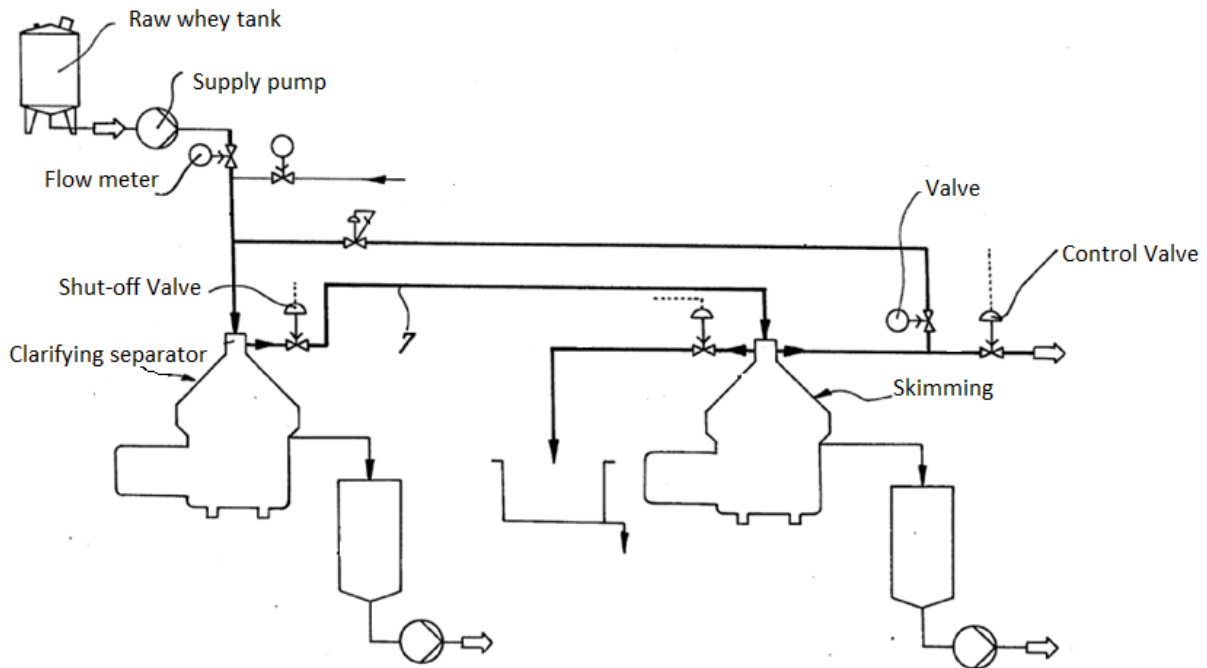 Raw whey tank
Supply pump
Flow meter
Valve
Control Valve
Shut-off Valve
7
Clarifying separator
Skimming